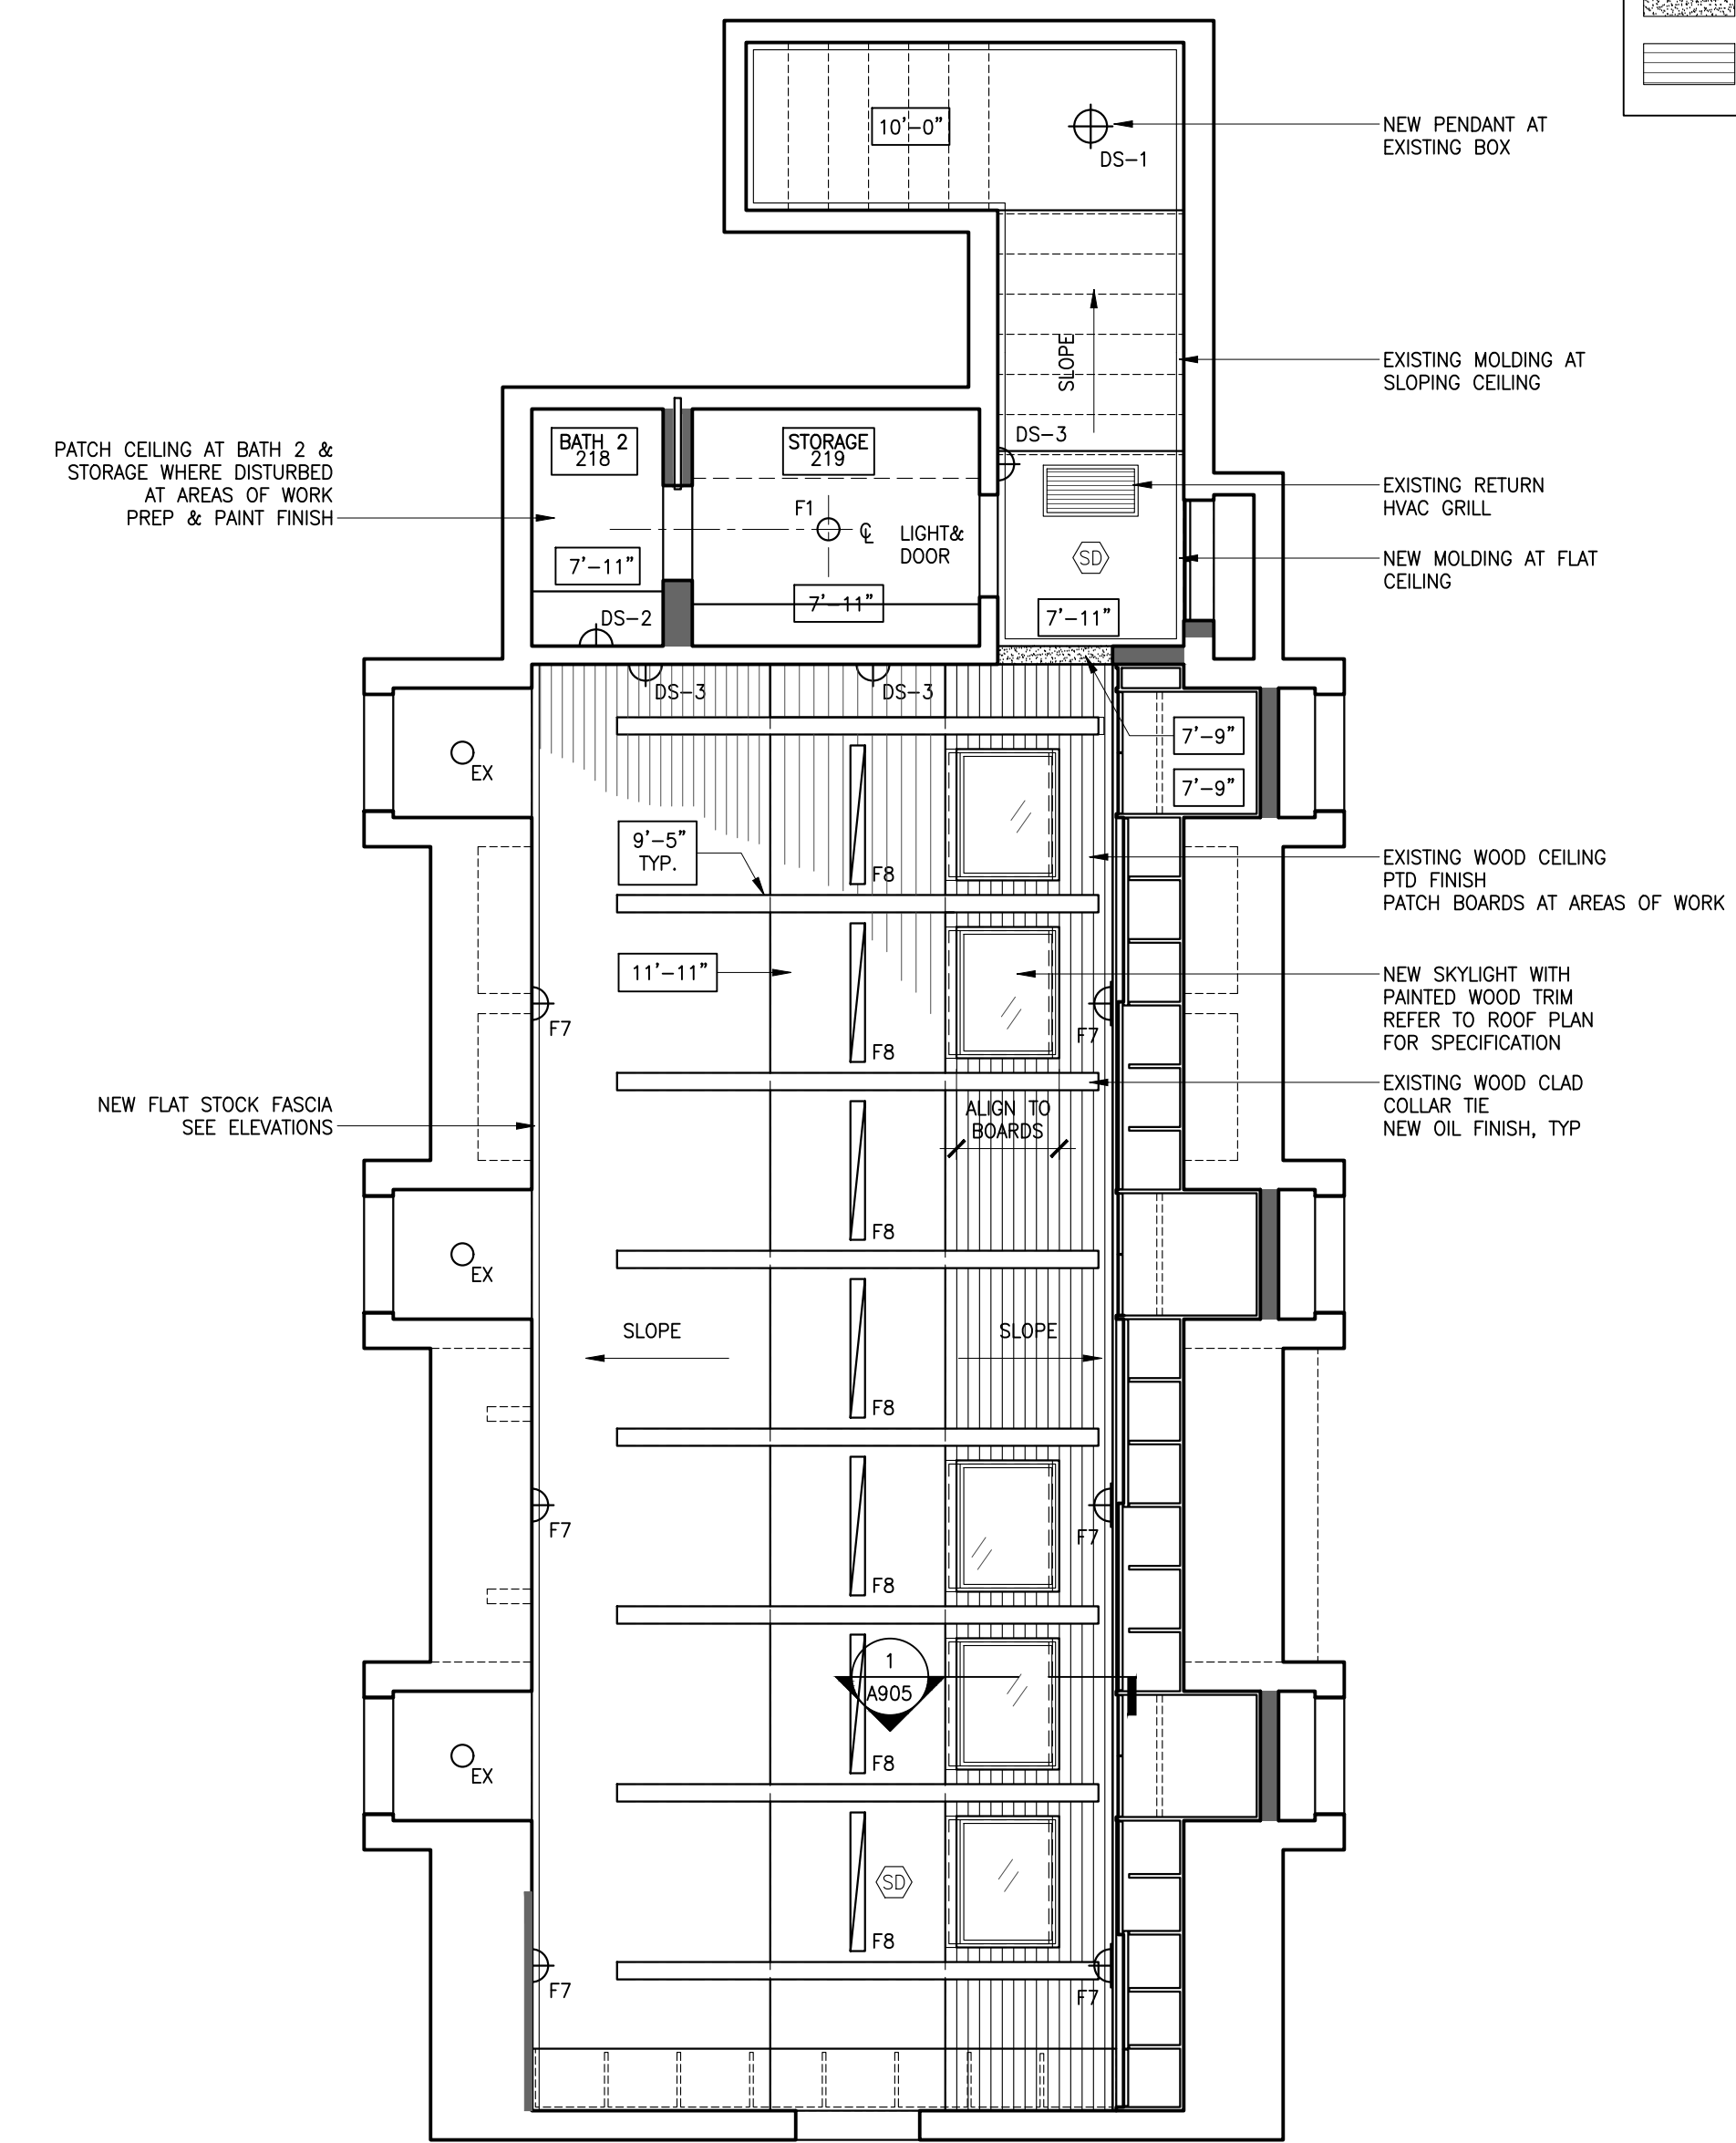 10'-0"
DS-1
NEW PENDANT AT
EXISTING BOX
SLOPE
EXISTING MOLDING AT
SLOPING CEILING
PATCH CEILING AT BATH 2 &
STORAGE WHERE DISTURBED
AT AREAS OF WORK
PREP & PAINT FINISH
BATH 2
218
STORAGE
219
DS-3
EXISTING RETURN
HVAC GRILL
F1
℄
LIGHT&
DOOR
SD
NEW MOLDING AT FLAT
CEILING
7'-11"
7'-11"
7'-11"
DS-2
DS-3
DS-3
7'-9"
7'-9"
EX
9'-5"
TYP.
F8
EXISTING WOOD CEILING
PTD FINISH
PATCH BOARDS AT AREAS OF WORK
11'-11"
NEW SKYLIGHT WITH
PAINTED WOOD TRIM
REFER TO ROOF PLAN
FOR SPECIFICATION
F7
F8
F7
NEW FLAT STOCK FASCIA
SEE ELEVATIONS
ALIGN TO
BOARDS
EXISTING WOOD CLAD
COLLAR TIE
NEW OIL FINISH, TYP
EX
F8
SLOPE
SLOPE
F8
F7
F7
F8
1
A905
EX
F8
SD
F8
F7
F7